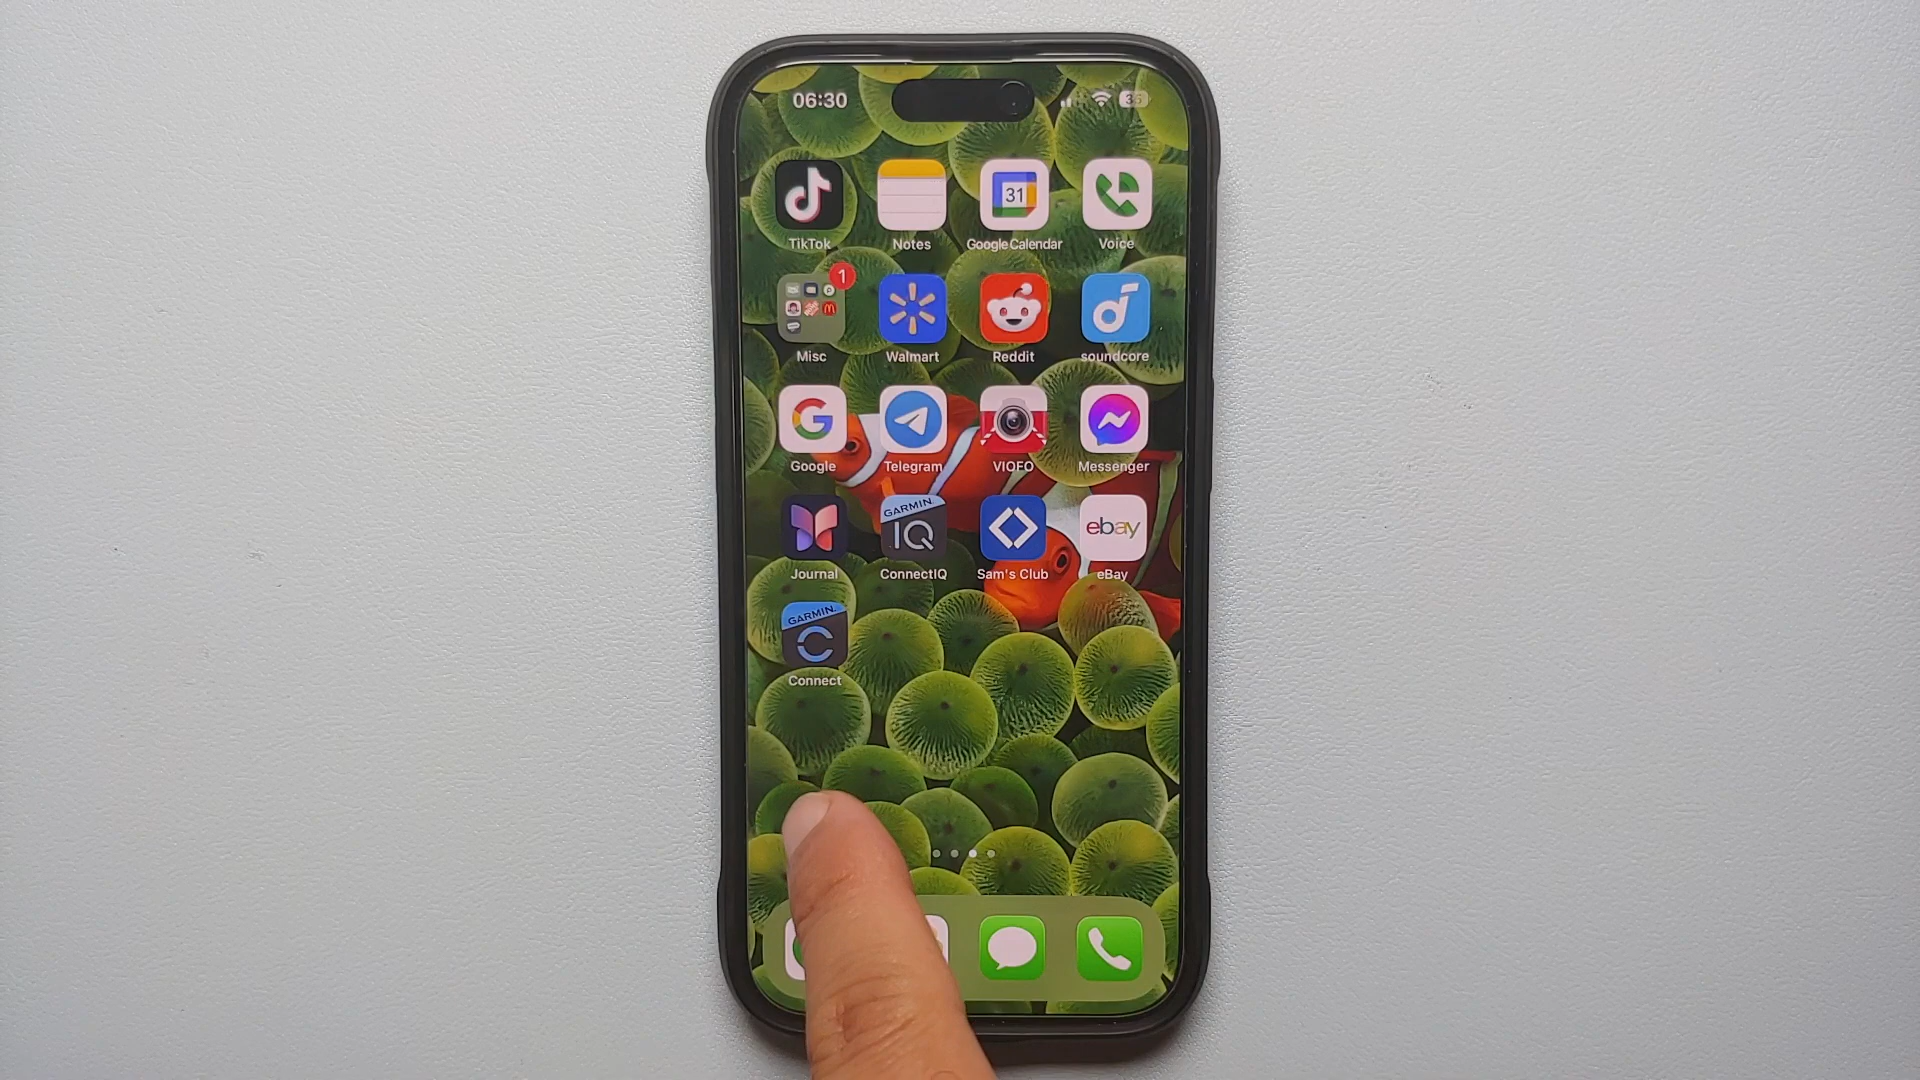 06:30
35
TikTok
Notes
31
Google Calendar
Voice
1
Misc
Walmart
Reddit
soundcore
Google
Telegram
VIOFO
Messenger
GARMIN.
IQ
ebay
Journal
ConnectIQ
Sam's Club
eBay
GARMIN.
Connect